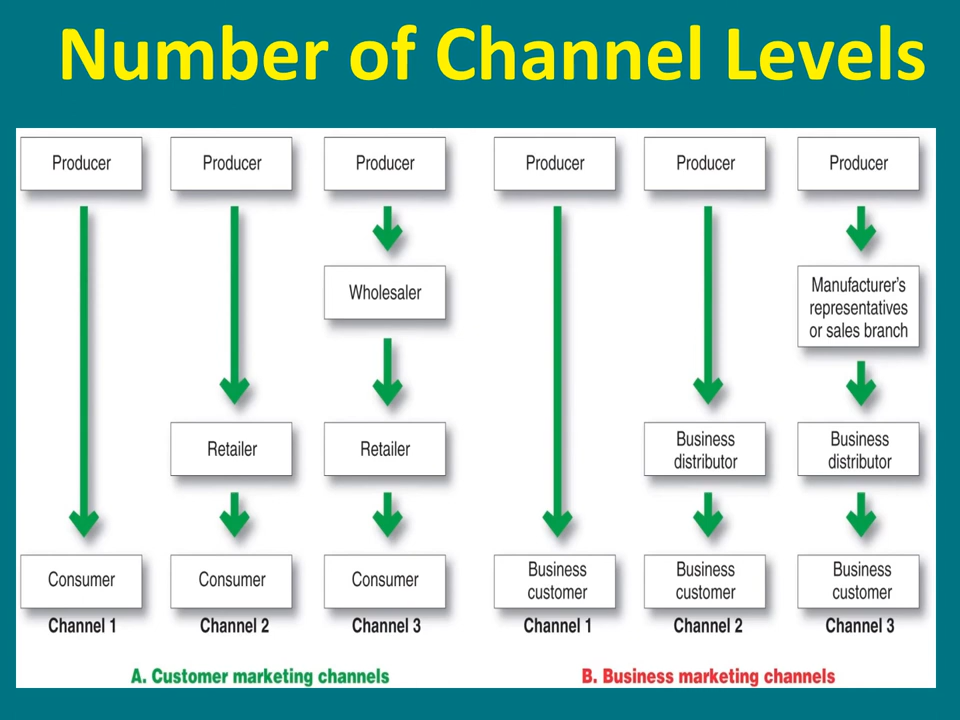 Number of Channel Levels
Producer
Producer
Producer
Producer
Producer
Producer
Wholesaler
Manufacturer's
representatives
or sales branch
Retailer
Retailer
Business
distributor
Business
distributor
Consumer
Consumer
Consumer
Business
customer
Business
customer
Business
customer
Channel 1
Channel 2
Channel 3
Channel 1
Channel 2
Channel 3
A. Customer marketing channels
B. Business marketing channels